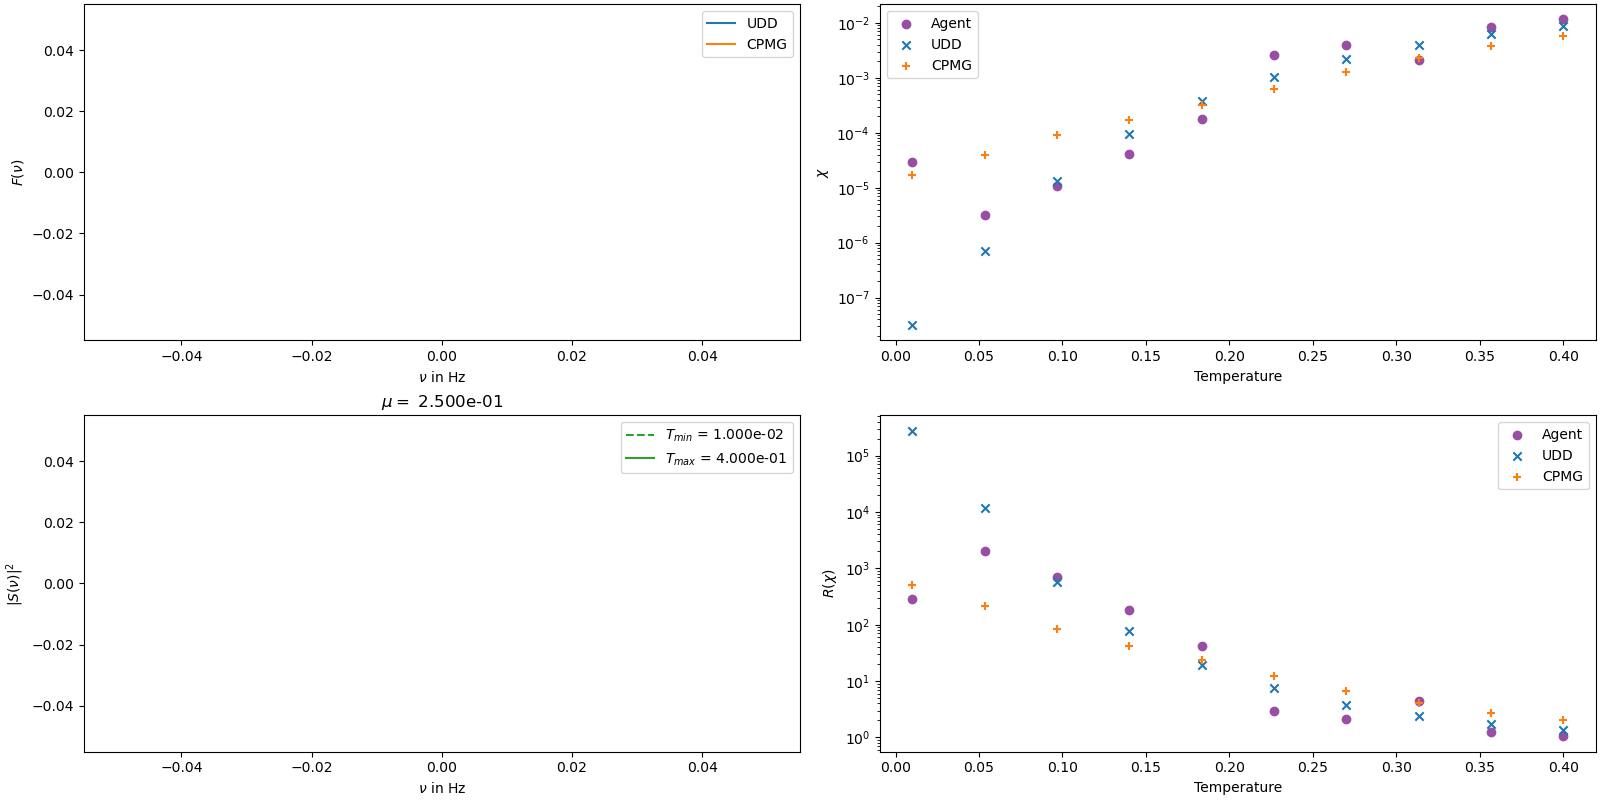 0.04
0.02
0.00
−0.02
−0.04
F(ν)
UDD
CPMG
−0.04
−0.02
0.00
0.02
0.04
ν in Hz
10⁻²
10⁻³
10⁻⁴
10⁻⁵
10⁻⁶
10⁻⁷
χ
Agent
UDD
CPMG
0.00
0.05
0.10
0.15
0.20
0.25
0.30
0.35
0.40
Temperature
μ = 2.500e-01
0.04
0.02
0.00
−0.02
−0.04
|S(ν)|²
T_min = 1.000e-02
T_max = 4.000e-01
−0.04
−0.02
0.00
0.02
0.04
ν in Hz
10⁵
10⁴
10³
10²
10¹
10⁰
R(χ)
Agent
UDD
CPMG
0.00
0.05
0.10
0.15
0.20
0.25
0.30
0.35
0.40
Temperature